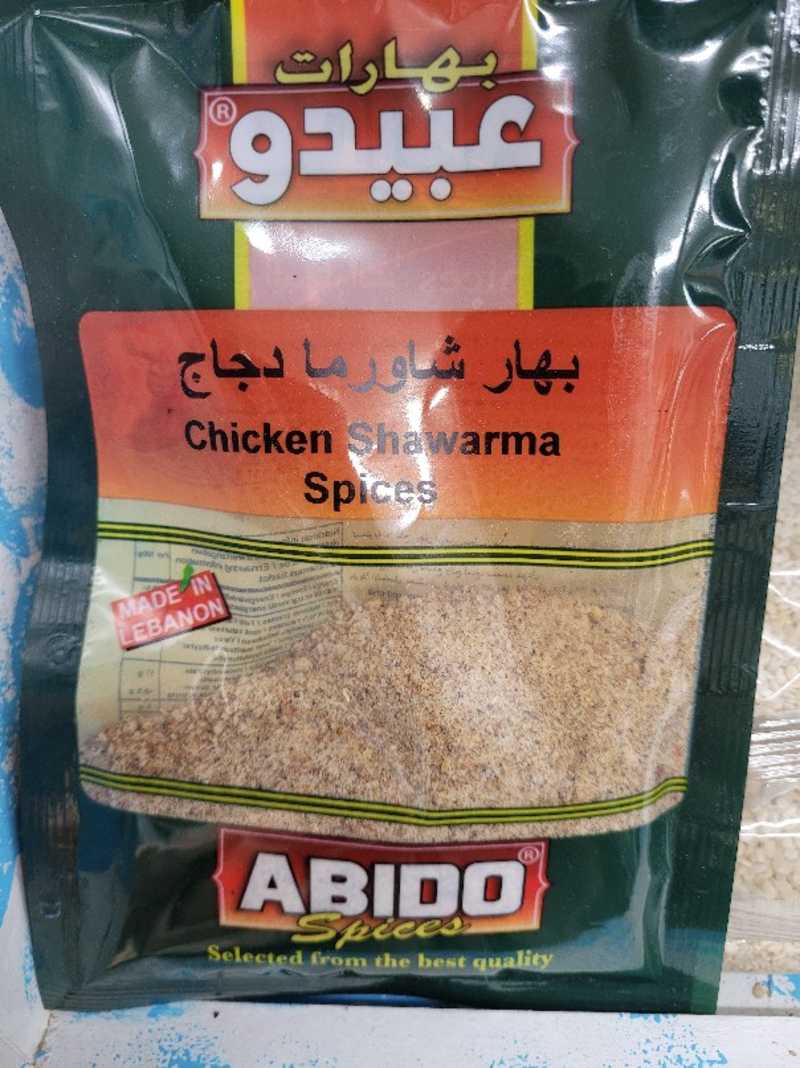 بهارات
عبيدو ®
بهار شاورما دجاج
Chicken Shawarma
Spices
MADE IN
LEBANON
ABIDO ®
Spices
Selected from the best quality